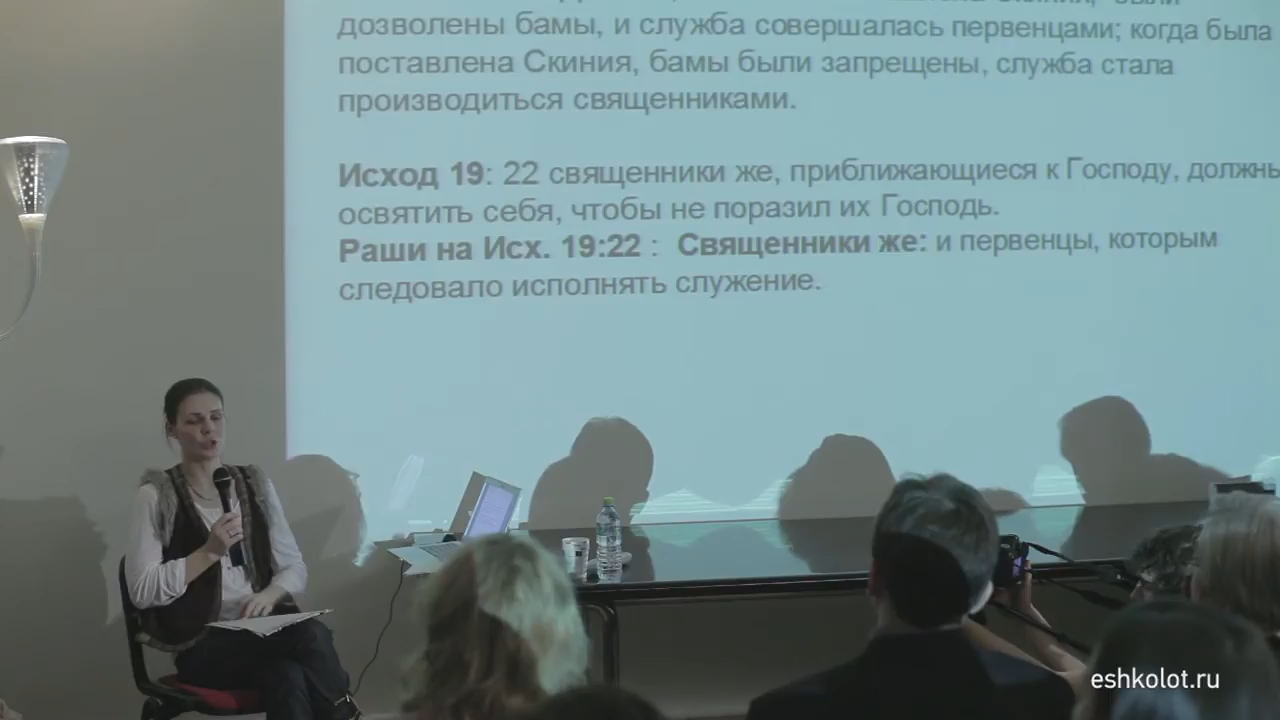 были
дозволены бамы, и служба совершалась первенцами; когда была
поставлена Скиния, бамы были запрещены, служба стала
производиться священниками.
Исход 19: 22 священники же, приближающиеся к Господу, должны
освятить себя, чтобы не поразил их Господь.
Раши на Исх. 19:22 : Священники же: и первенцы, которым
следовало исполнять служение.
eshkolot.ru